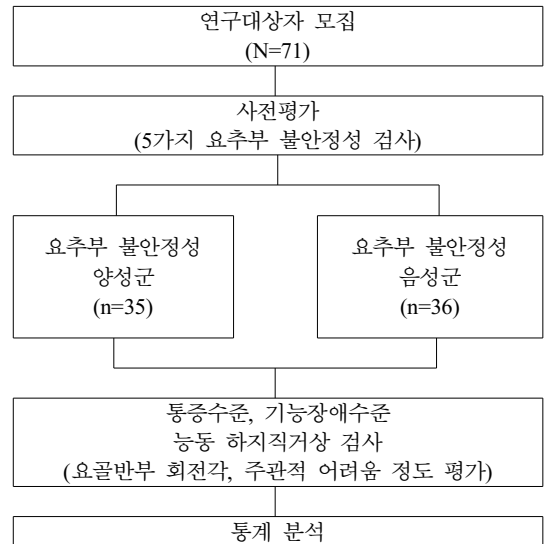 연구대상자 모집
(N=71)
사전평가
(5가지 요추부 불안정성 검사)
요추부 불안정성
양성군
(n=35)
요추부 불안정성
음성군
(n=36)
통증수준, 기능장애수준
능동 하지직거상 검사
(요골반부 회전각, 주관적 어려움 정도 평가)
통계 분석